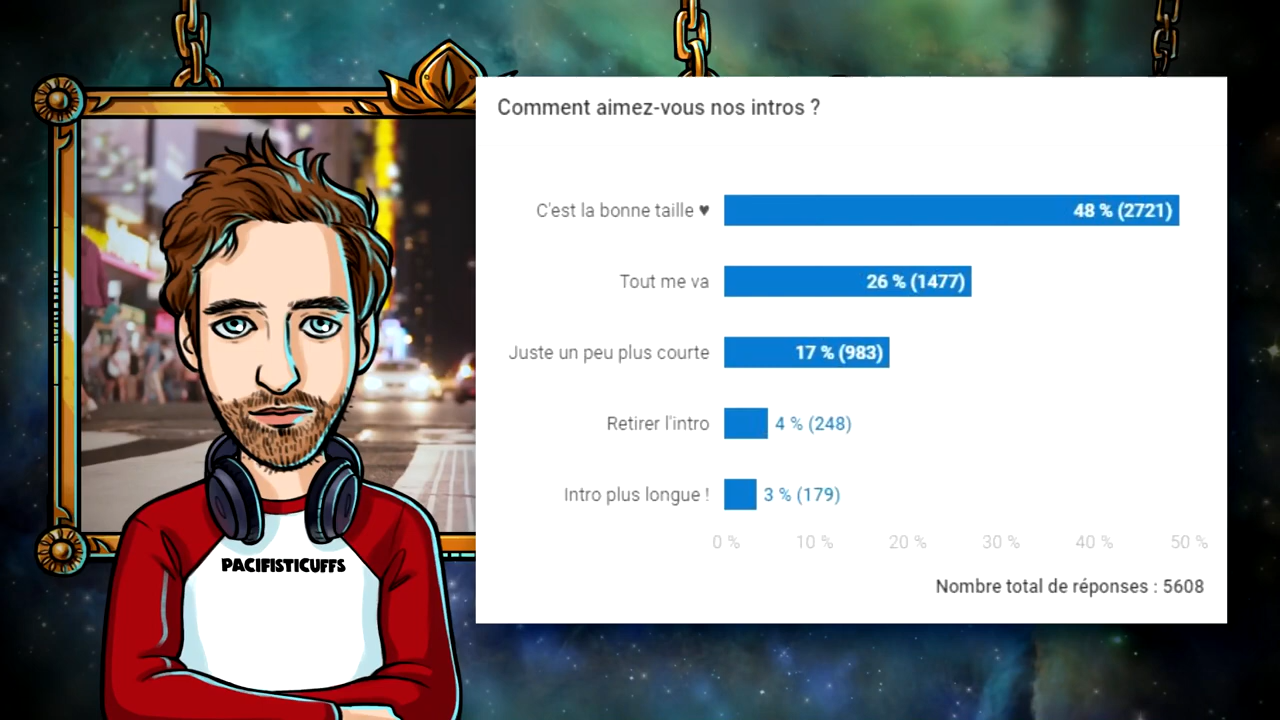 Comment aimez-vous nos intros ?
C'est la bonne taille ♥ 48 % (2721)
Tout me va 26 % (1477)
Juste un peu plus courte 17 % (983)
Retirer l'intro 4 % (248)
Intro plus longue ! 3 % (179)
0 % 10 % 20 % 30 % 40 % 50 %
Nombre total de réponses : 5608
PACIFISTICUFFS